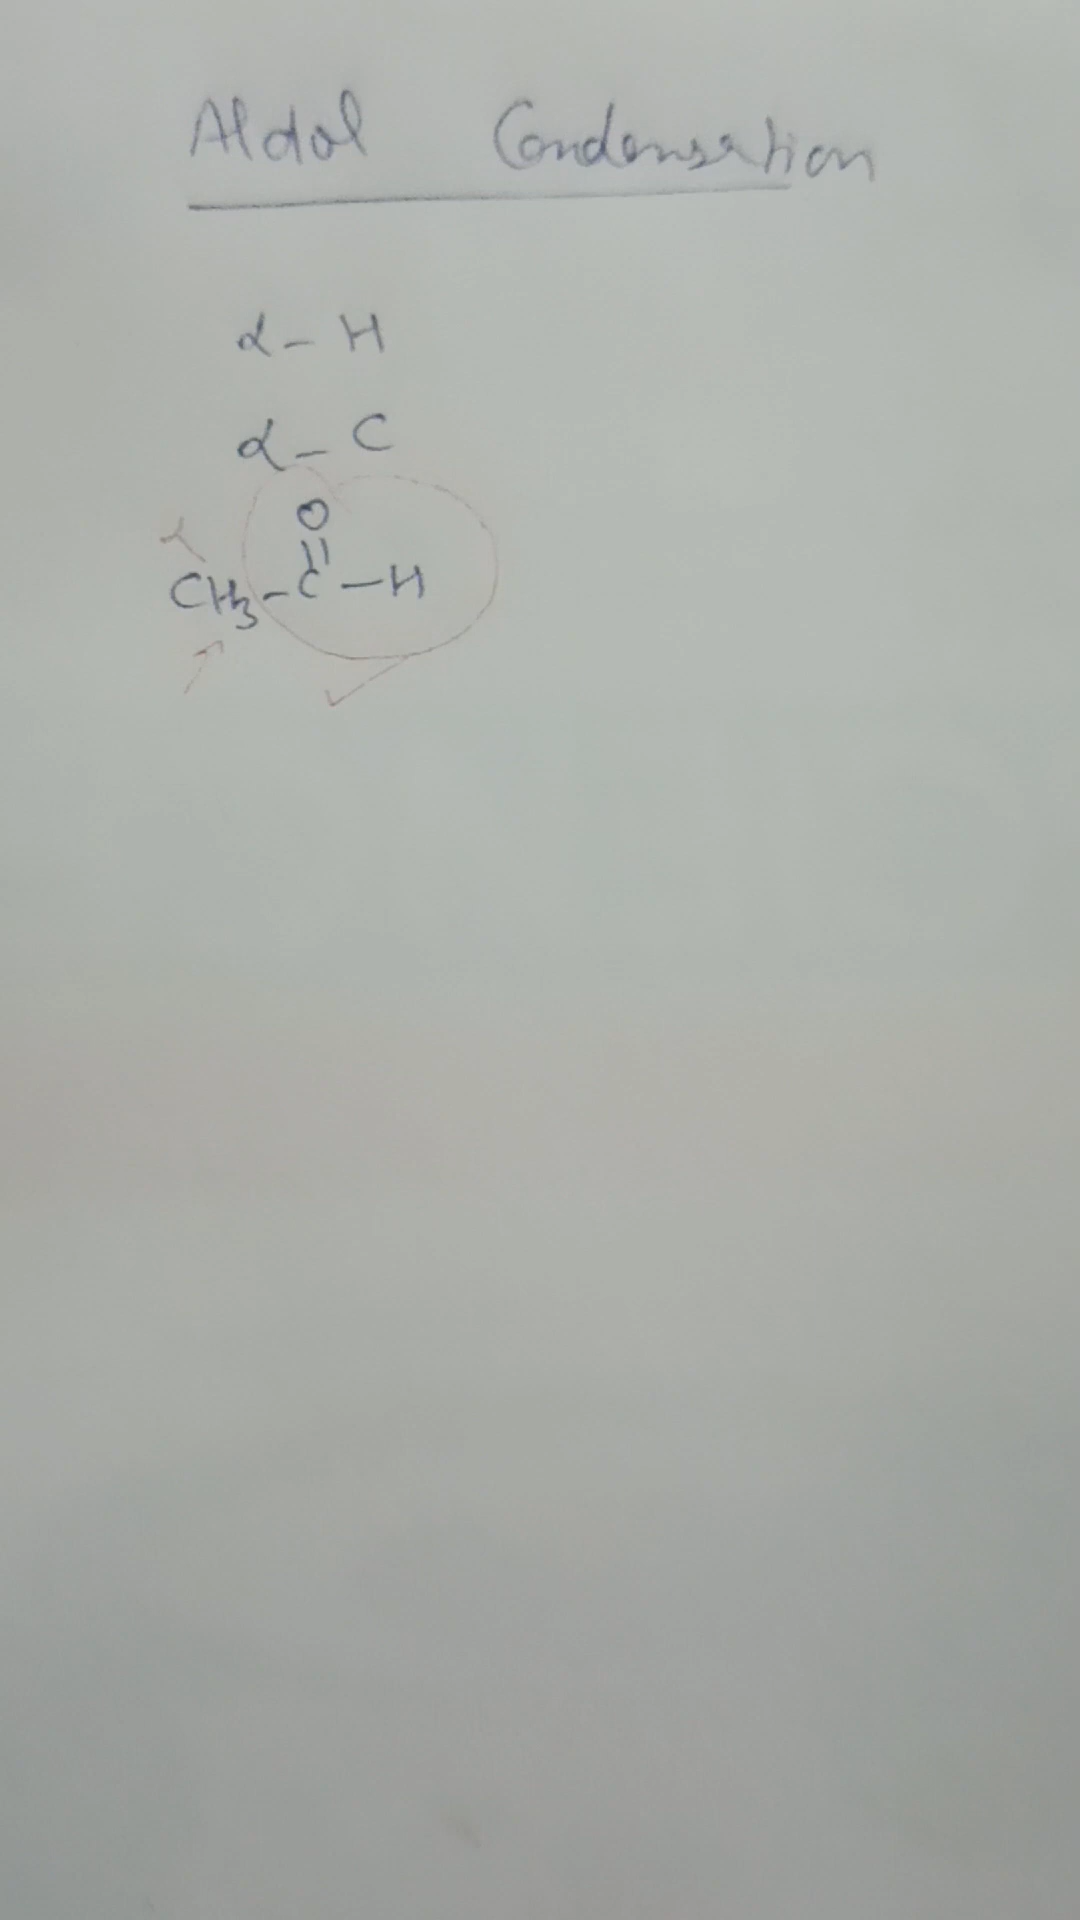 Aldol Condensation
α - H
α - C
O
α
CH₃ - C - H